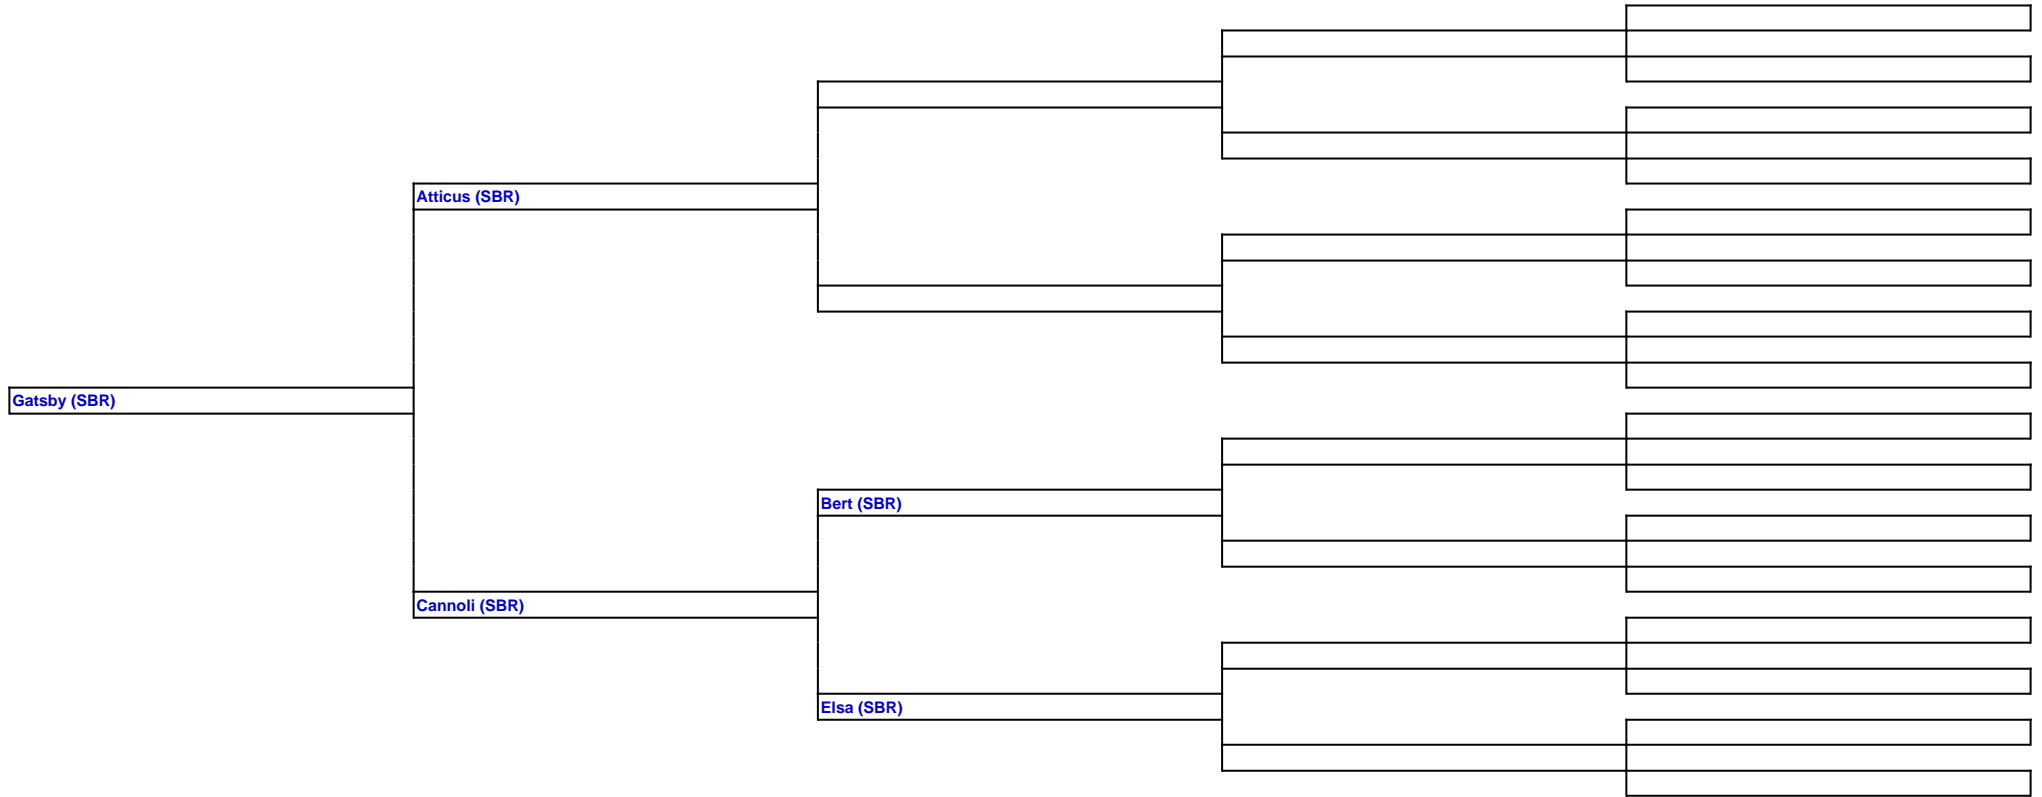 Atticus (SBR)
Gatsby (SBR)
Bert (SBR)
Cannoli (SBR)
Elsa (SBR)